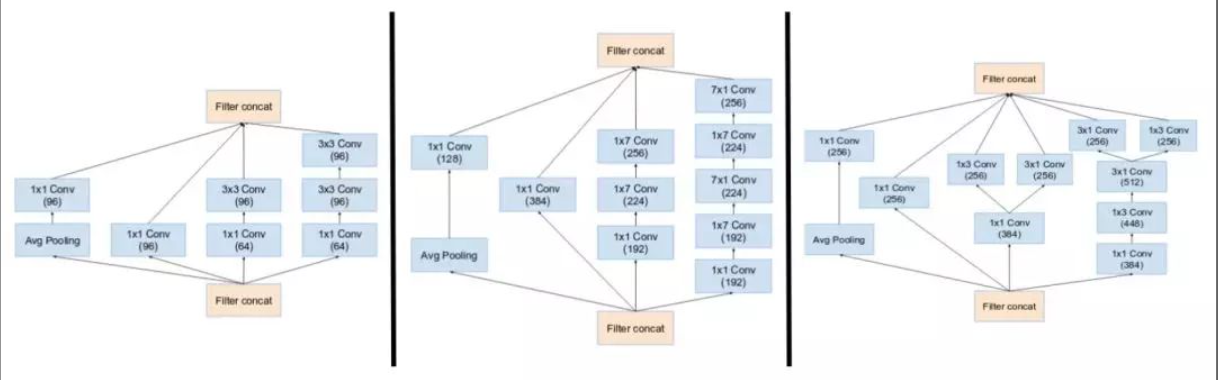 Filter concat
3x3 Conv
(96)
1x1 Conv
(96)
3x3 Conv
(96)
3x3 Conv
(96)
Avg Pooling
1x1 Conv
(96)
1x1 Conv
(64)
1x1 Conv
(64)
Filter concat
Filter concat
7x1 Conv
(256)
1x1 Conv
(128)
1x7 Conv
(256)
1x7 Conv
(224)
1x1 Conv
(384)
1x7 Conv
(224)
7x1 Conv
(224)
Avg Pooling
1x1 Conv
(192)
1x7 Conv
(192)
1x1 Conv
(192)
Filter concat
Filter concat
1x1 Conv
(256)
3x1 Conv
(256)
1x3 Conv
(256)
1x3 Conv
(256)
3x1 Conv
(256)
3x1 Conv
(512)
1x1 Conv
(256)
1x1 Conv
(384)
1x3 Conv
(448)
Avg Pooling
1x1 Conv
(384)
Filter concat